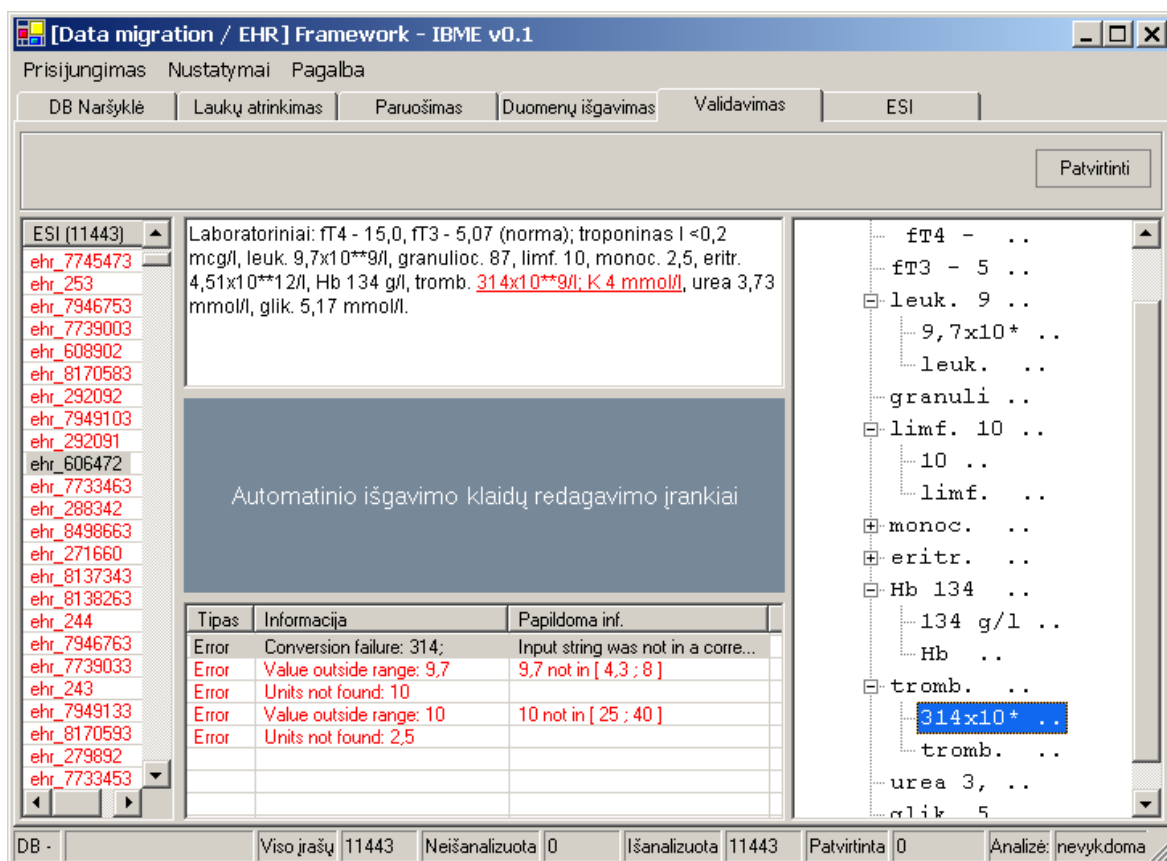 [Data migration / EHR] Framework - IBME v0.1
Prisijungimas Nustatymai Pagalba
DB Naršyklė Laukų atrinkimas Paruošimas Duomenų išgavimas Validavimas ESI
Patvirtinti
ESI (11443)
ehr_7745473
ehr_253
ehr_7946753
ehr_7739003
ehr_608902
ehr_8170583
ehr_292092
ehr_7949103
ehr_292091
ehr_606472
ehr_7733463
ehr_288342
ehr_8498663
ehr_271660
ehr_8137343
ehr_8138263
ehr_244
ehr_7946763
ehr_7739033
ehr_243
ehr_7949133
ehr_8170593
ehr_279892
ehr_7733453
Laboratoriniai: fT4 - 15,0, fT3 - 5,07 (norma); troponinas I <0,2
mcg/l, leuk. 9,7x10**9/l, granulioc. 87, limf. 10, monoc. 2,5, eritr.
4,51x10**12/l, Hb 134 g/l, tromb. 314x10**9/l; K 4 mmol/l, urea 3,73
mmol/l, glik. 5,17 mmol/l.
Automatinio išgavimo klaidų redagavimo įrankiai
Tipas Informacija Papildoma inf.
Error Conversion failure: 314; Input string was not in a corre...
Error Value outside range: 9,7 9,7 not in [ 4,3 ; 8 ]
Error Units not found: 10
Error Value outside range: 10 10 not in [ 25 ; 40 ]
Error Units not found: 2,5
fT4 - ..
fT3 - 5 ..
leuk. 9 ..
9,7x10* ..
leuk. ..
granuli ..
limf. 10 ..
10 ..
limf. ..
monoc. ..
eritr. ..
Hb 134 ..
134 g/l ..
Hb ..
tromb. ..
314x10* ..
tromb. ..
urea 3, ..
glik. 5
DB - Viso įrašų 11443 Neišanalizuota 0 Išanalizuota 11443 Patvirtinta 0 Analizė: nevykdoma